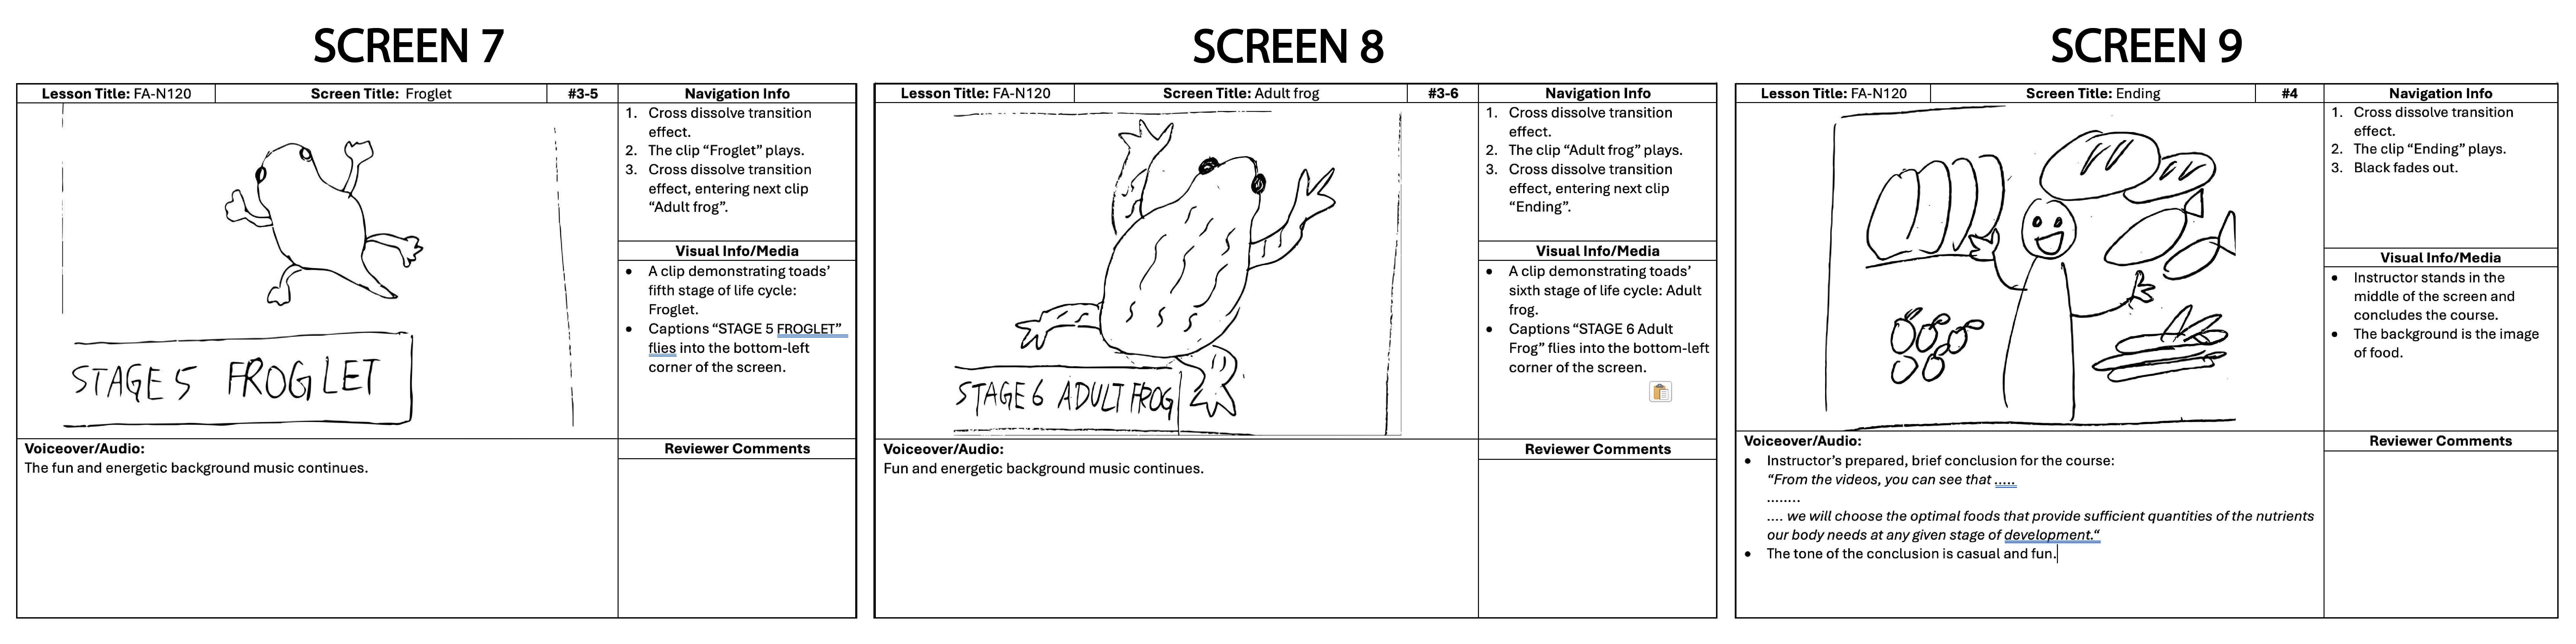 SCREEN 7
Lesson Title: FA-N120
Screen Title: Froglet
#3-5
Navigation Info
1. Cross dissolve transition
effect.
2. The clip “Froglet” plays.
3. Cross dissolve transition
effect, entering next clip
“Adult frog”.
Visual Info/Media
• A clip demonstrating toads’
fifth stage of life cycle:
Froglet.
• Captions “STAGE 5 FROGLET”
flies into the bottom-left
corner of the screen.
STAGE 5 FROGLET
Voiceover/Audio:
The fun and energetic background music continues.
Reviewer Comments
SCREEN 8
Lesson Title: FA-N120
Screen Title: Adult frog
#3-6
Navigation Info
1. Cross dissolve transition
effect.
2. The clip “Adult frog” plays.
3. Cross dissolve transition
effect, entering next clip
“Ending”.
Visual Info/Media
• A clip demonstrating toads’
sixth stage of life cycle: Adult
frog.
• Captions “STAGE 6 Adult
Frog” flies into the bottom-left
corner of the screen.
STAGE 6 ADULT FROG
Voiceover/Audio:
Fun and energetic background music continues.
Reviewer Comments
SCREEN 9
Lesson Title: FA-N120
Screen Title: Ending
#4
Navigation Info
1. Cross dissolve transition
effect.
2. The clip “Ending” plays.
3. Black fades out.
Visual Info/Media
• Instructor stands in the
middle of the screen and
concludes the course.
• The background is the image
of food.
Voiceover/Audio:
• Instructor’s prepared, brief conclusion for the course:
“From the videos, you can see that .....
........
.... we will choose the optimal foods that provide sufficient quantities of the nutrients
our body needs at any given stage of development.“
• The tone of the conclusion is casual and fun.
Reviewer Comments